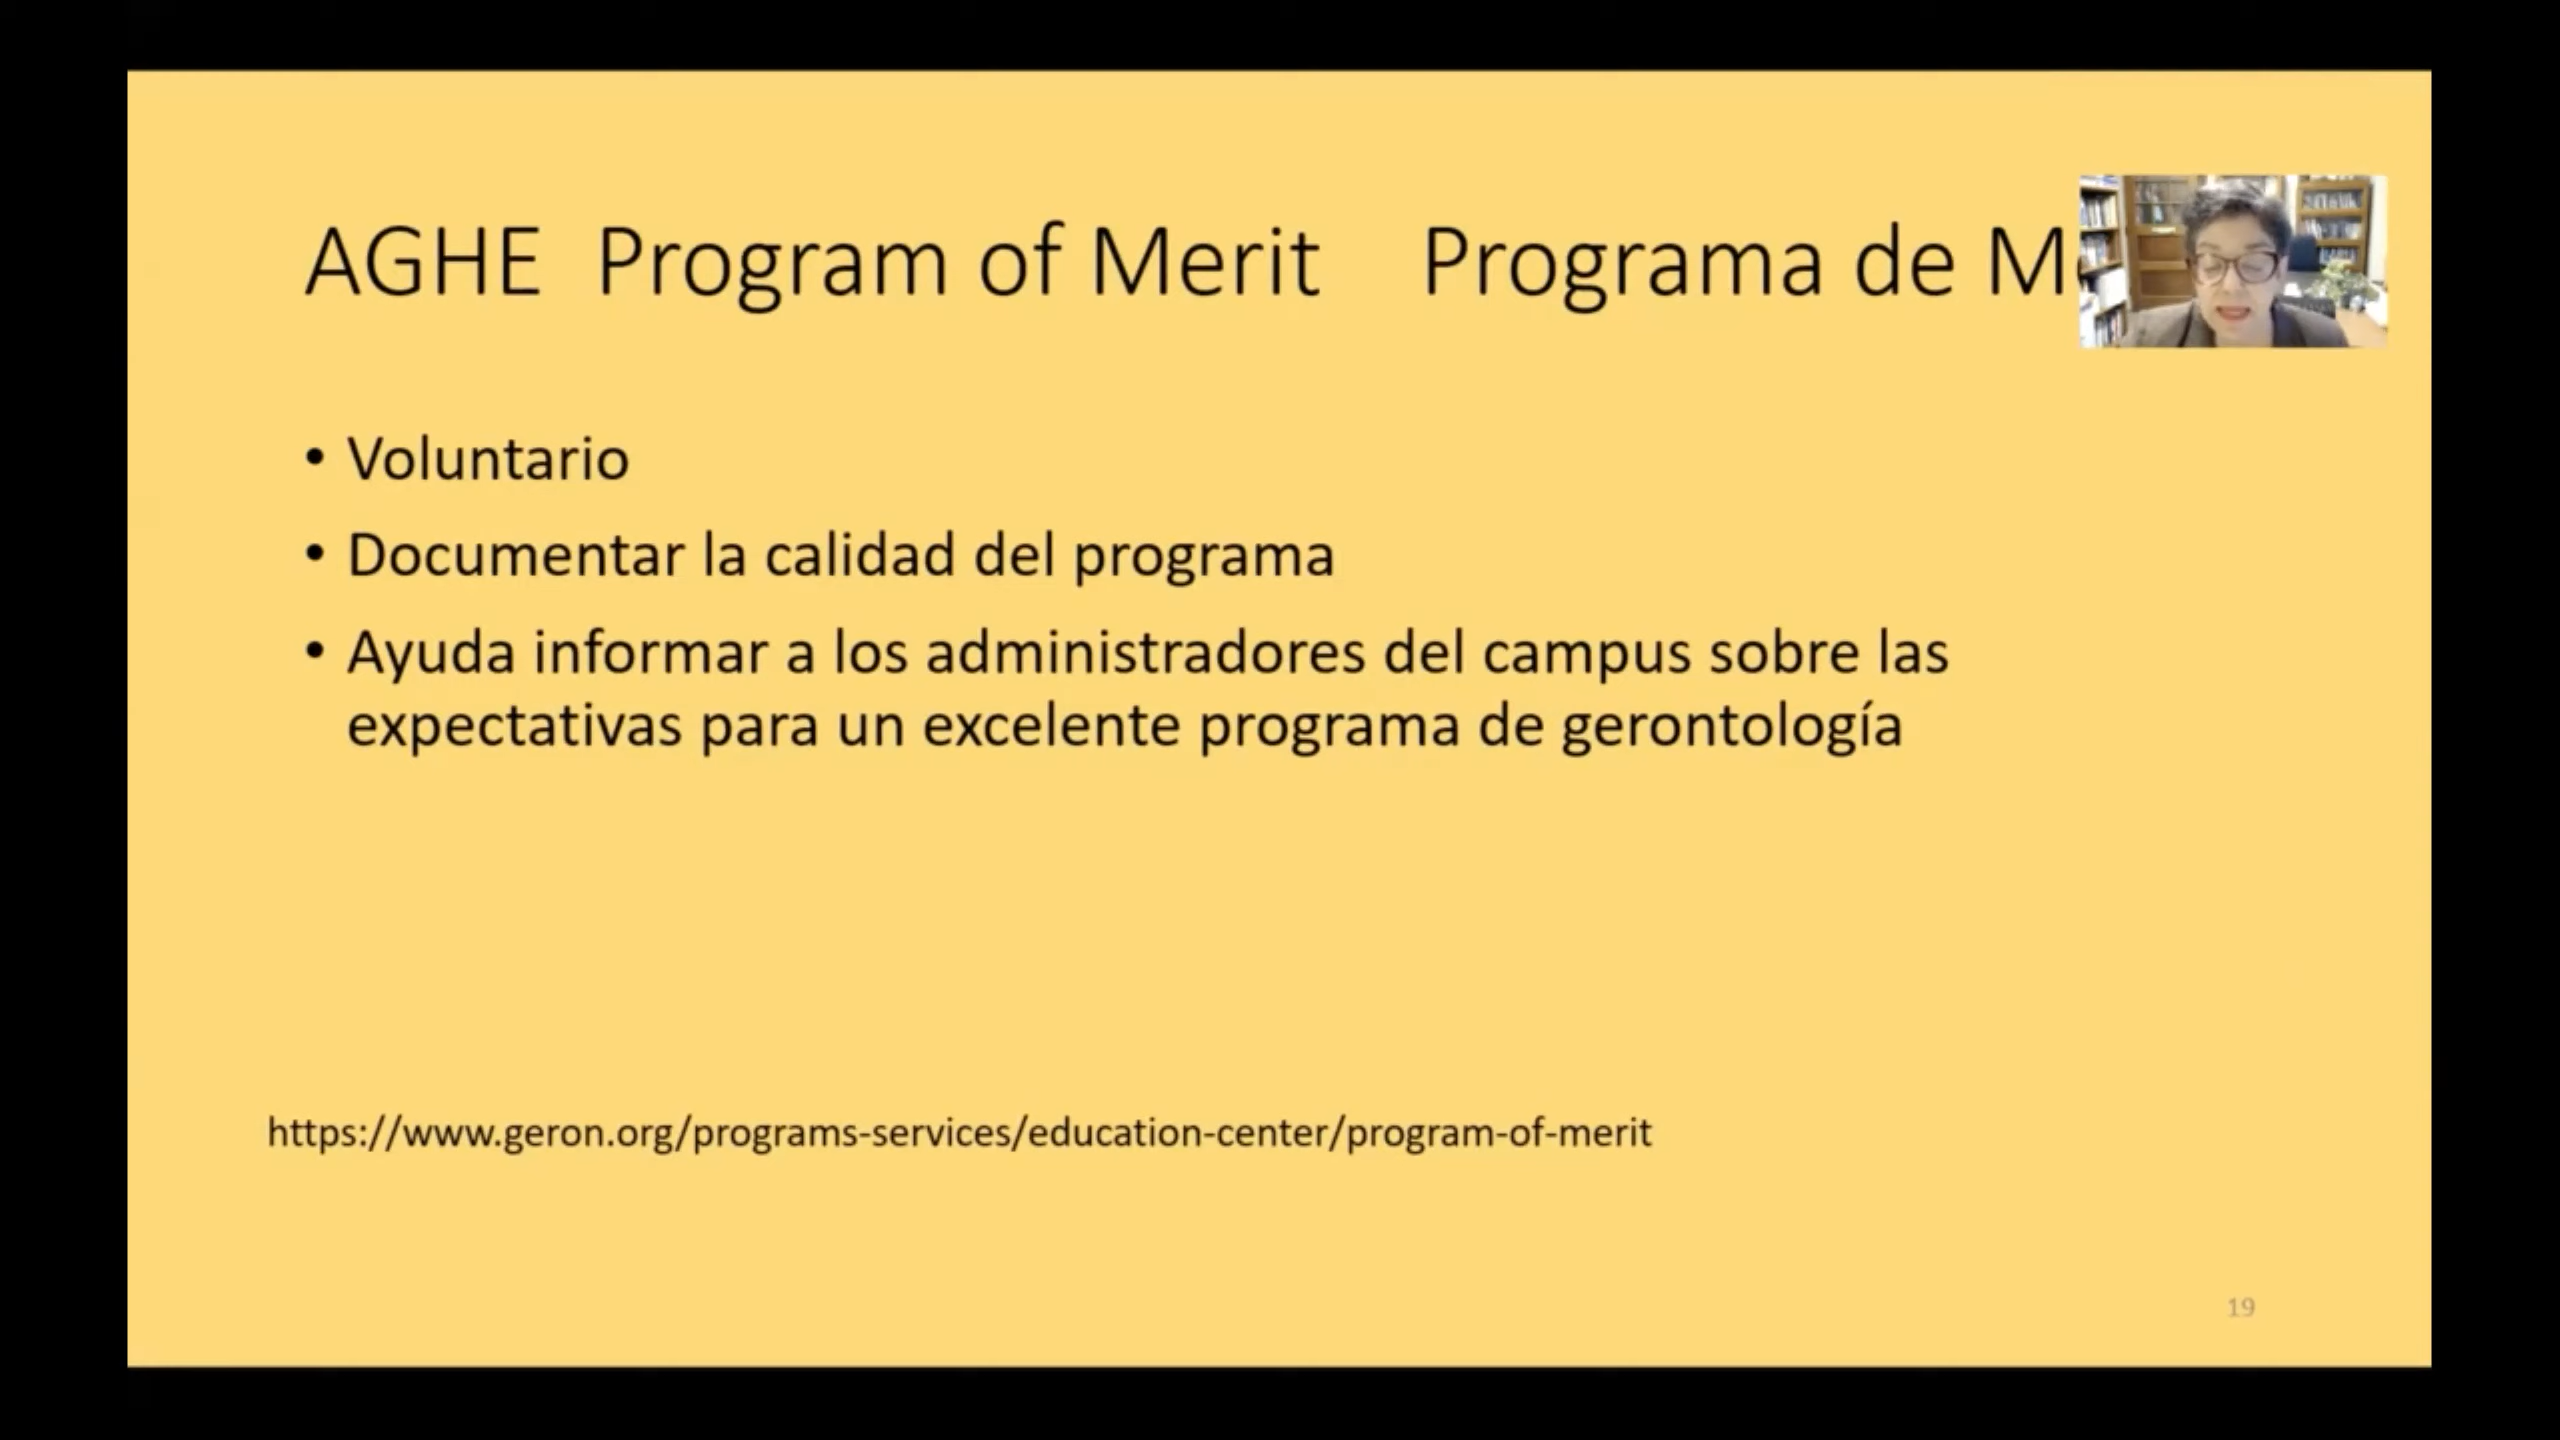 AGHE Program of Merit Programa de
• Voluntario
• Documentar la calidad del programa
• Ayuda informar a los administradores del campus sobre las
expectativas para un excelente programa de gerontología
https://www.geron.org/programs-services/education-center/program-of-merit
19